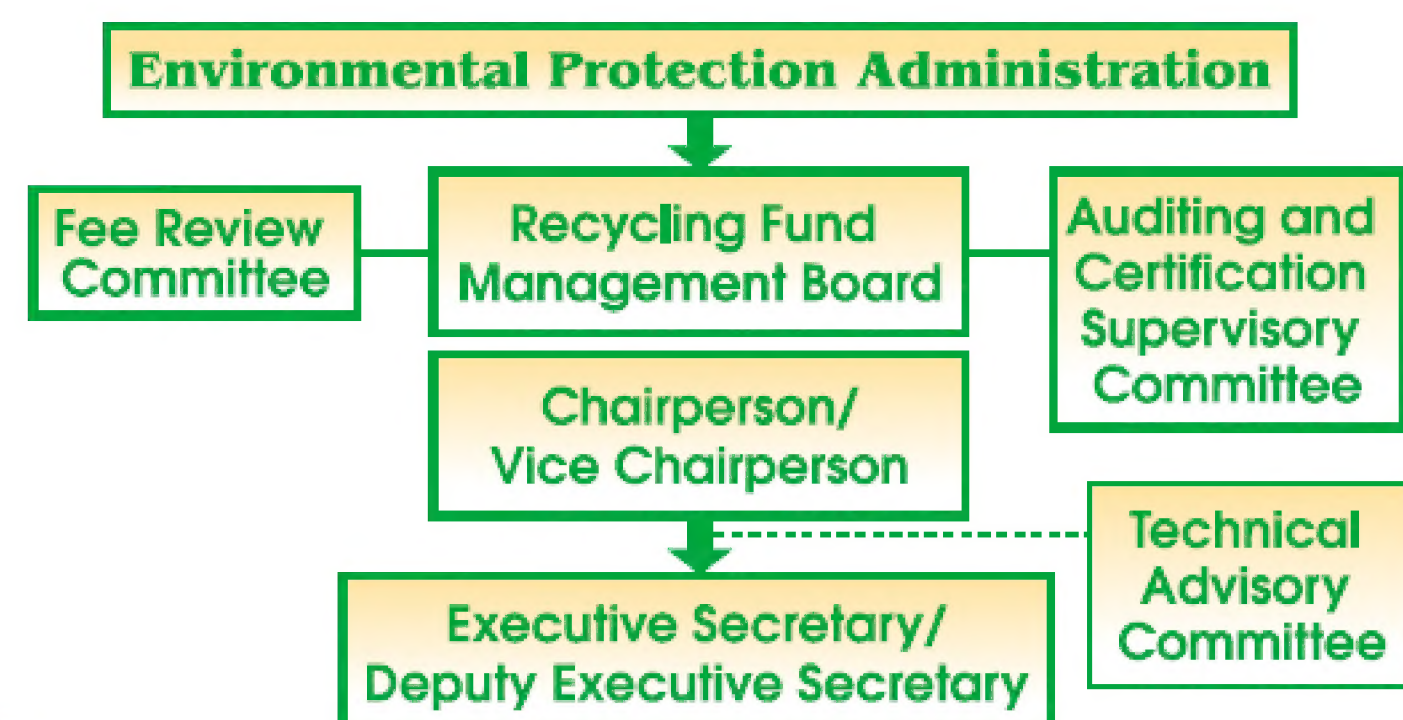 Environmental Protection Administration
Fee Review
Committee
Recycling Fund
Management Board
Auditing and
Certification
Supervisory
Committee
Chairperson/
Vice Chairperson
Technical
Advisory
Committee
Executive Secretary/
Deputy Executive Secretary